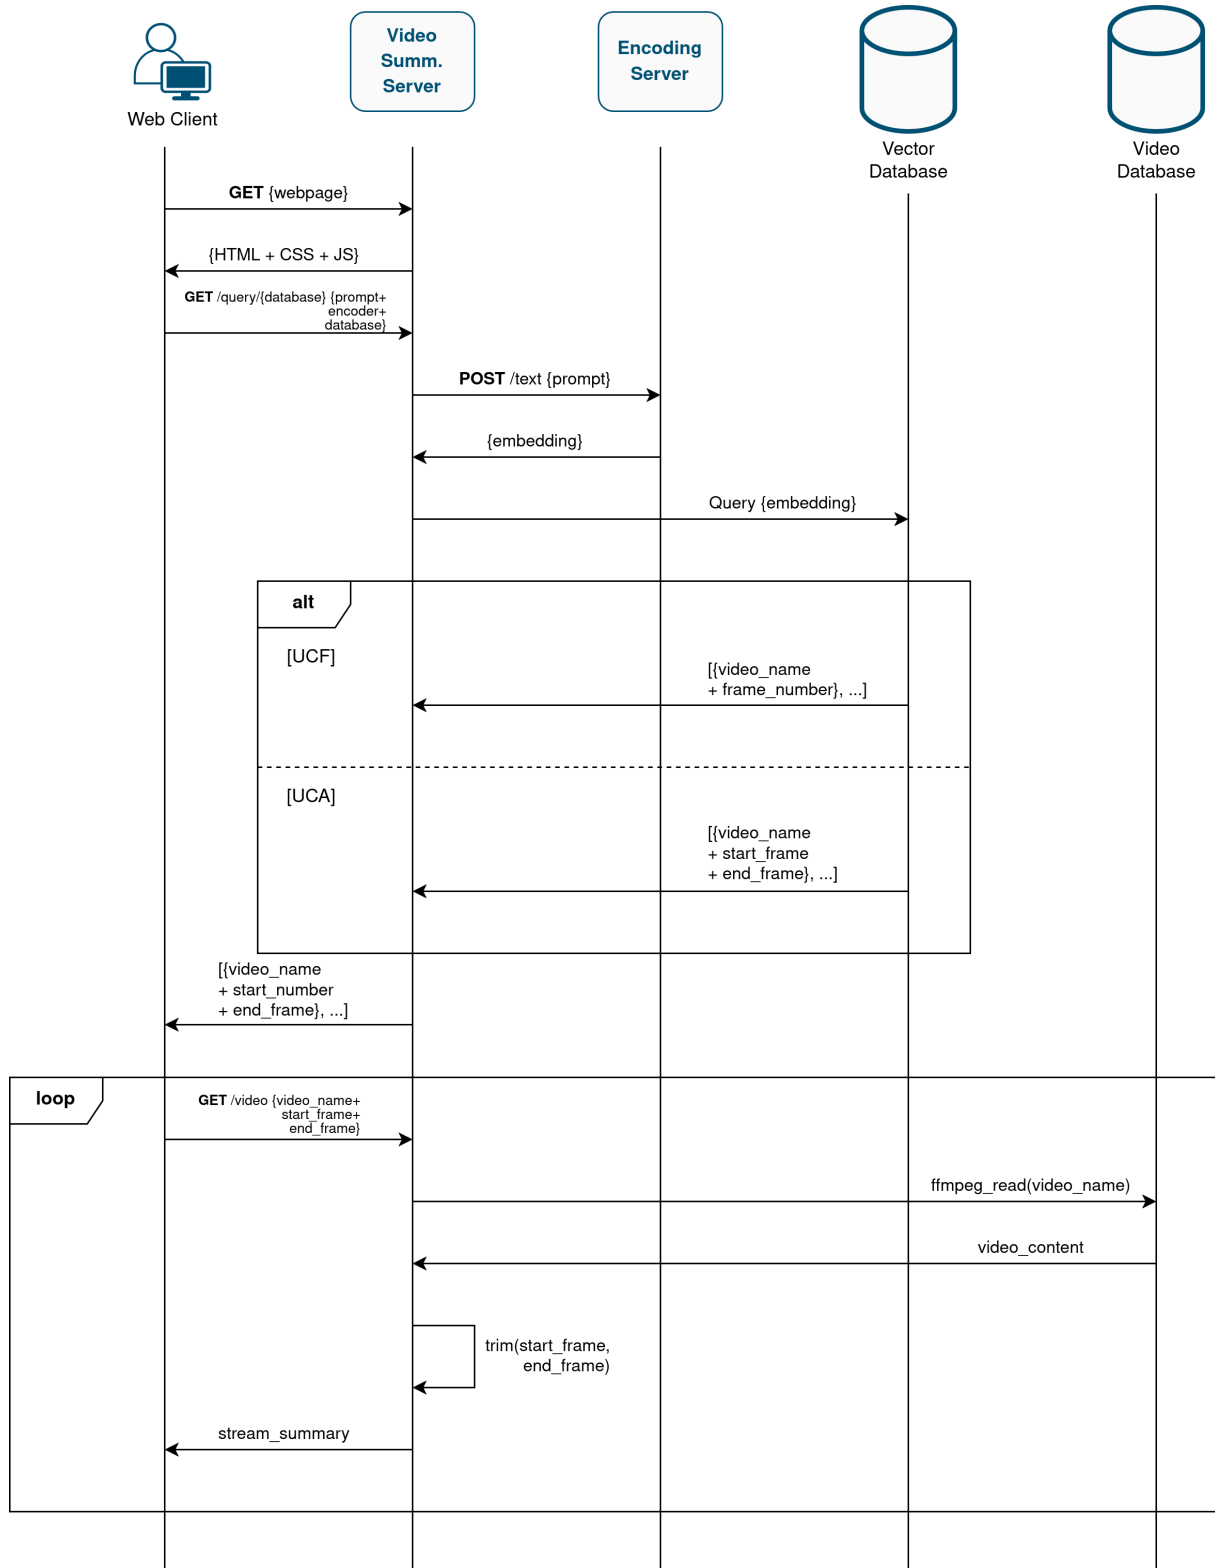 Video
Summ.
Server
Encoding
Server
Web Client
Vector
Database
Video
Database
GET {webpage}
{HTML + CSS + JS}
GET /query/{database} {prompt+
encoder+
database}
POST /text {prompt}
{embedding}
Query {embedding}
alt
[UCF]
[{video_name
+ frame_number}, ...]
[UCA]
[{video_name
+ start_frame
+ end_frame}, ...]
[{video_name
+ start_number
+ end_frame}, ...]
loop
GET /video {video_name+
start_frame+
end_frame}
ffmpeg_read(video_name)
video_content
trim(start_frame,
end_frame)
stream_summary